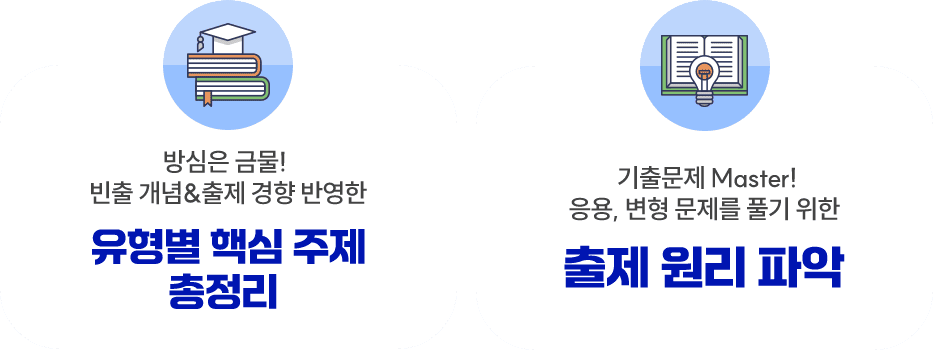 방심은 금물!
빈출 개념&출제 경향 반영한
유형별 핵심 주제
총정리
기출문제 Master!
응용, 변형 문제를 풀기 위한
출제 원리 파악